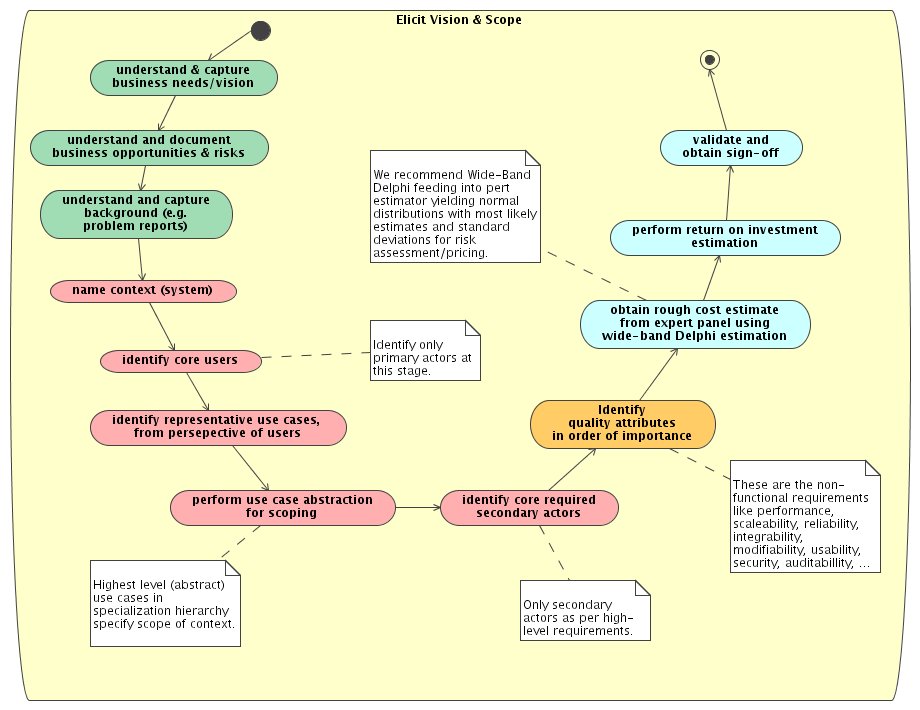 Elicit Vision & Scope
understand & capture
business needs/vision
understand and document
business opportunities & risks
understand and capture
background (e.g.
problem reports)
name context (system)
identify core users
Identify only
primary actors at
this stage.
identify representative use cases,
from persepective of users
perform use case abstraction
for scoping
Highest level (abstract)
use cases in
specialization hierarchy
specify scope of context.
identify core required
secondary actors
Only secondary
actors as per high-
level requirements.
Identify
quality attributes
in order of importance
These are the non-
functional requirements
like performance,
scaleability, reliability,
integrability,
modifiability, usability,
security, auditabillity, ...
obtain rough cost estimate
from expert panel using
wide-band Delphi estimation
We recommend Wide-Band
Delphi feeding into pert
estimator yielding normal
distributions with most likely
estimates and standard
deviations for risk
assessment/pricing.
perform return on investment
estimation
validate and
obtain sign-off